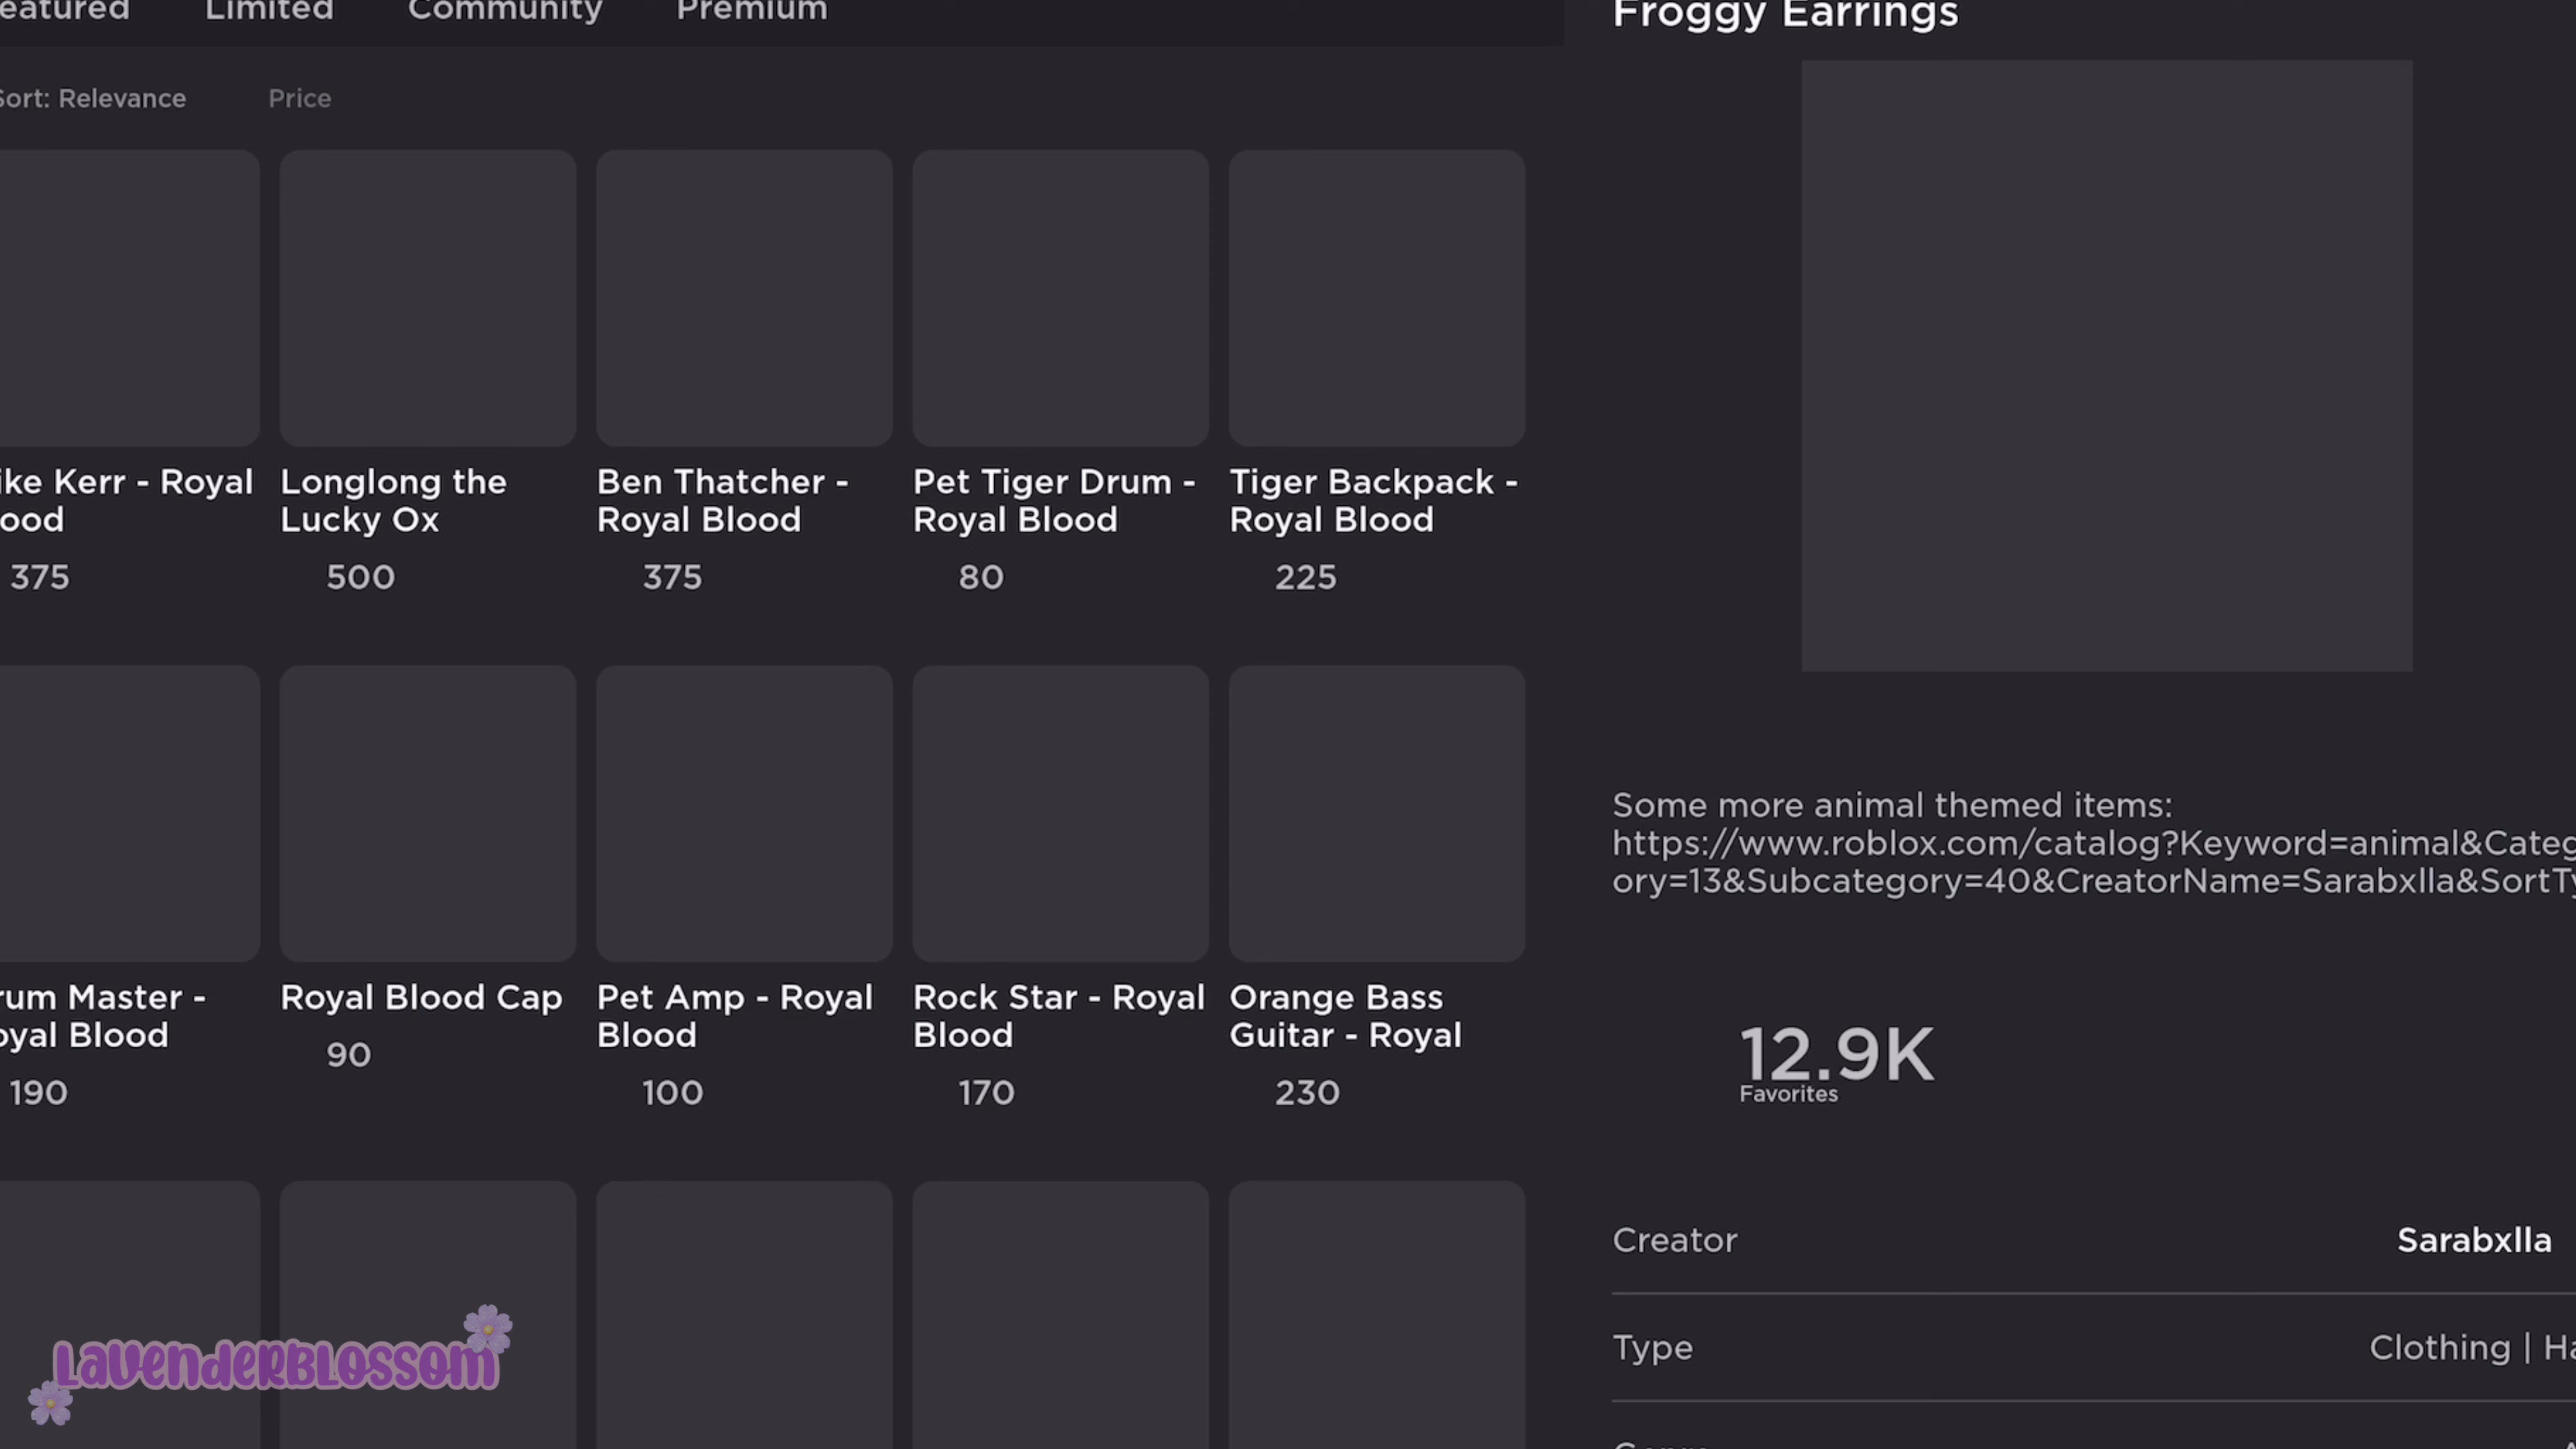 eatured Limited Community Premium
Sort: Relevance Price
ike Kerr - Royal
ood
375
Longlong the
Lucky Ox
500
Ben Thatcher -
Royal Blood
375
Pet Tiger Drum -
Royal Blood
80
Tiger Backpack -
Royal Blood
225
rum Master -
oyal Blood
190
Royal Blood Cap
90
Pet Amp - Royal
Blood
100
Rock Star - Royal
Blood
170
Orange Bass
Guitar - Royal
230
Froggy Earrings
Some more animal themed items:
https://www.roblox.com/catalog?Keyword=animal&Categ
ory=13&Subcategory=40&CreatorName=Sarabxlla&SortTy
12.9K
Favorites
Creator Sarabxlla
Type Clothing | Ha
LavenderBlossom